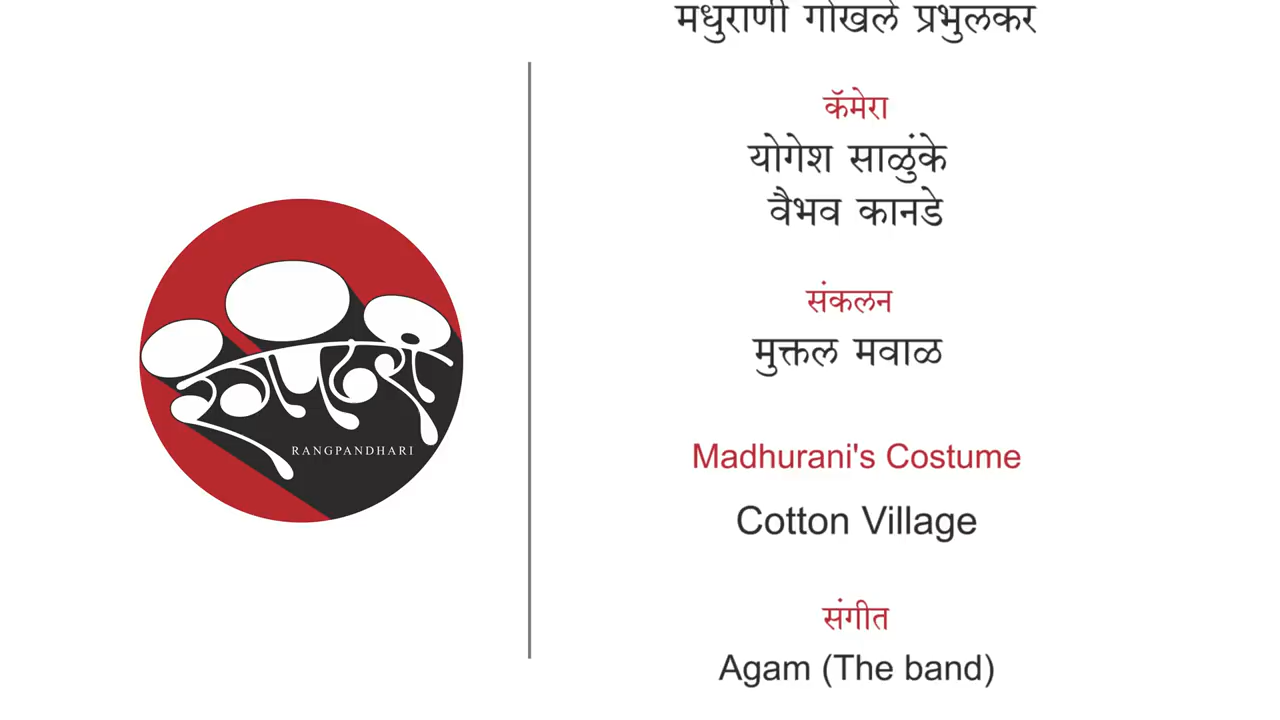 मधुराणी गोखले प्रभुलकर
कॅमेरा
योगेश साळुंके
वैभव कानडे
संकलन
मुक्तल मवाळ
Madhurani's Costume
Cotton Village
संगीत
Agam (The band)
रंगपंढरी
RANGPANDHARI